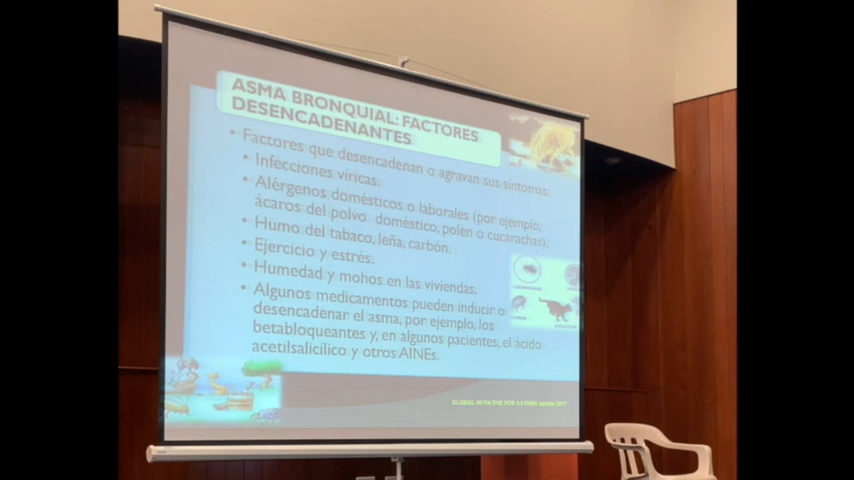 ASMA BRONQUIAL: FACTORES
DESENCADENANTES
• Factores que desencadenan o agravan sus síntomas:
• Infecciones víricas.
• Alérgenos domésticos o laborales (por ejemplo,
ácaros del polvo doméstico, polen o cucarachas).
• Humo del tabaco, leña, carbón.
• Ejercicio y estrés.
• Humedad y mohos en las viviendas.
• Algunos medicamentos pueden inducir o
desencadenar el asma, por ejemplo, los
betabloqueantes y, en algunos pacientes, el ácido
acetilsalicílico y otros AINEs.
GLOBAL INITIATIVE FOR ASTHMA Update 2017